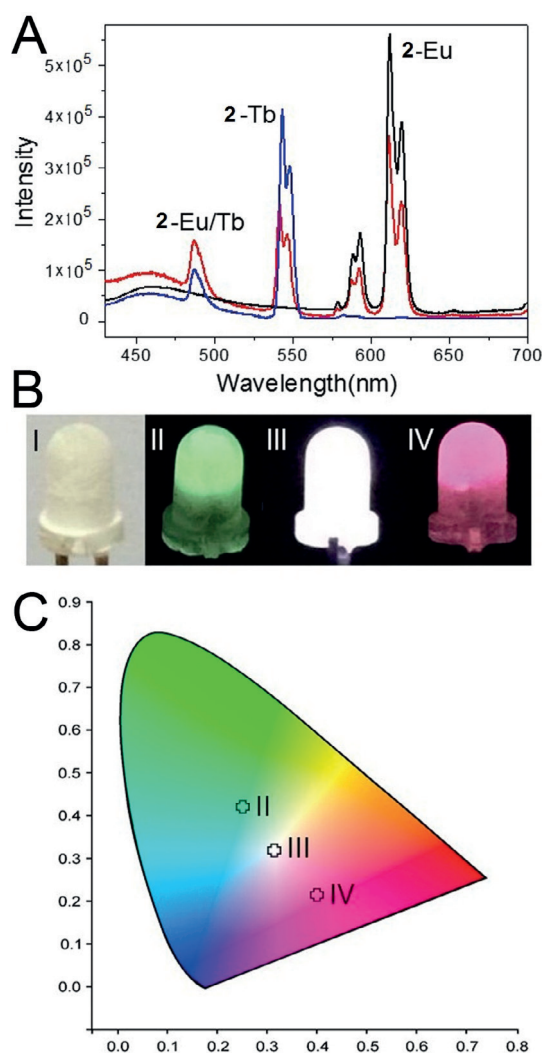 A
5x10⁵
4x10⁵
3x10⁵
2x10⁵
1x10⁵
0
Intensity
2-Eu
2-Tb
2-Eu/Tb
450 500 550 600 650 700
Wavelength(nm)
B
I II III IV
C
0.9
0.8
0.7
0.6
0.5
0.4
0.3
0.2
0.1
0.0
II
III
IV
0.0 0.1 0.2 0.3 0.4 0.5 0.6 0.7 0.8